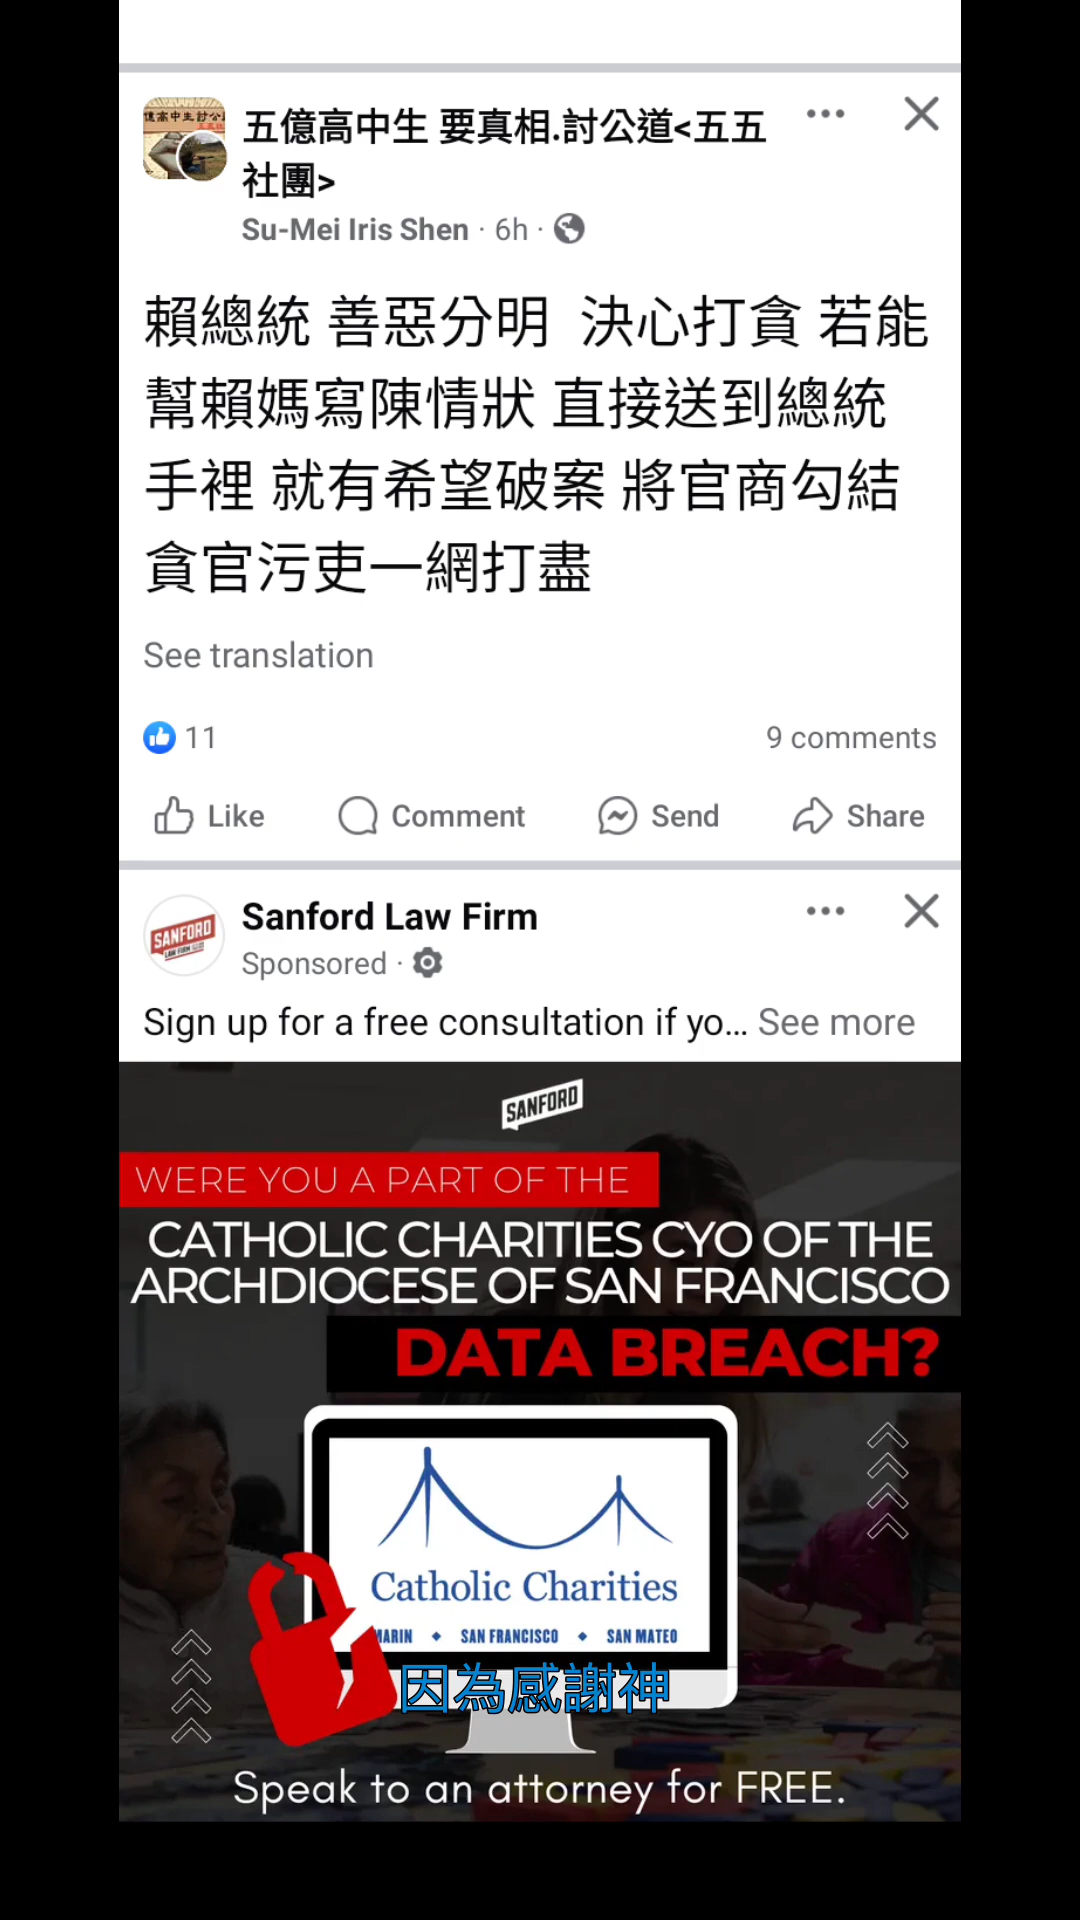 五億高中生 要真相.討公道<五五
社團>
Su-Mei Iris Shen · 6h ·
賴總統 善惡分明 決心打貪 若能
幫賴媽寫陳情狀 直接送到總統
手裡 就有希望破案 將官商勾結
貪官污吏一網打盡
See translation
11
9 comments
Like
Comment
Send
Share
Sanford Law Firm
Sponsored ·
Sign up for a free consultation if yo... See more
SANFORD
SANFORD
WERE YOU A PART OF THE
CATHOLIC CHARITIES CYO OF THE
ARCHDIOCESE OF SAN FRANCISCO
DATA BREACH?
Catholic Charities
MARIN ◆ SAN FRANCISCO ◆ SAN MATEO
因為感謝神
Speak to an attorney for FREE.